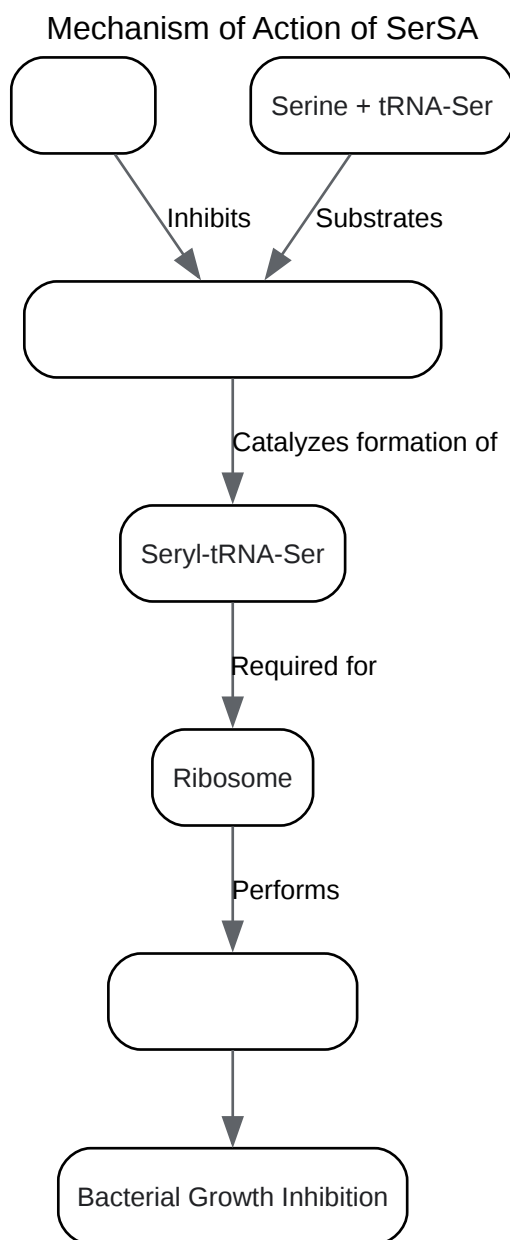 Mechanism of Action of SerSA
Serine + tRNA-Ser
Inhibits
Substrates
Catalyzes formation of
Seryl-tRNA-Ser
Required for
Ribosome
Performs
Bacterial Growth Inhibition